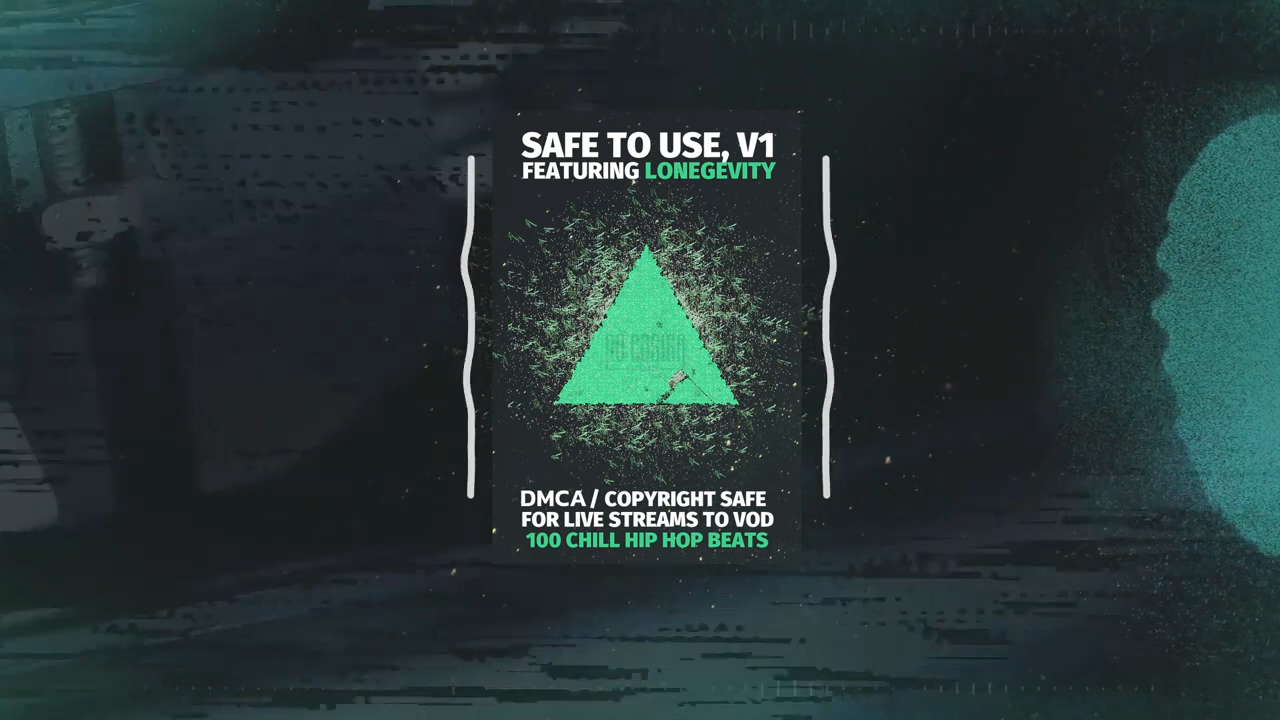 SAFE TO USE, V1
FEATURING LONEGEVITY
DMCA / COPYRIGHT SAFE
FOR LIVE STREAMS TO VOD
100 CHILL HIP HOP BEATS